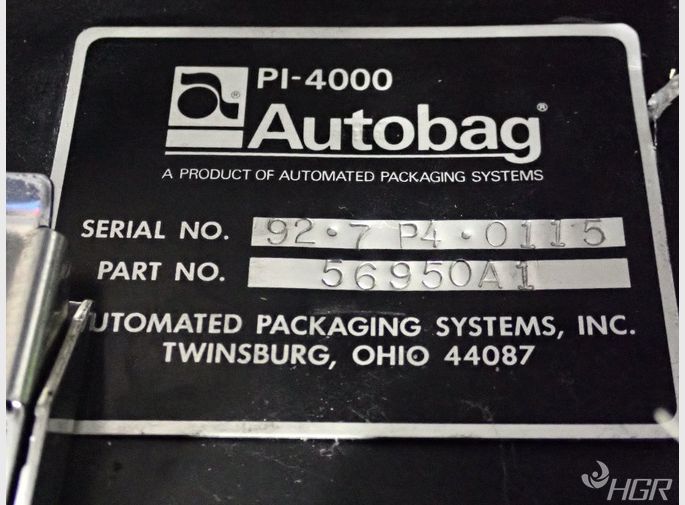 PI-4000
a®
Autobag®
A PRODUCT OF AUTOMATED PACKAGING SYSTEMS
SERIAL NO. 92·7 P4·0115
PART NO. 56950A1
AUTOMATED PACKAGING SYSTEMS, INC.
TWINSBURG, OHIO 44087
HGR